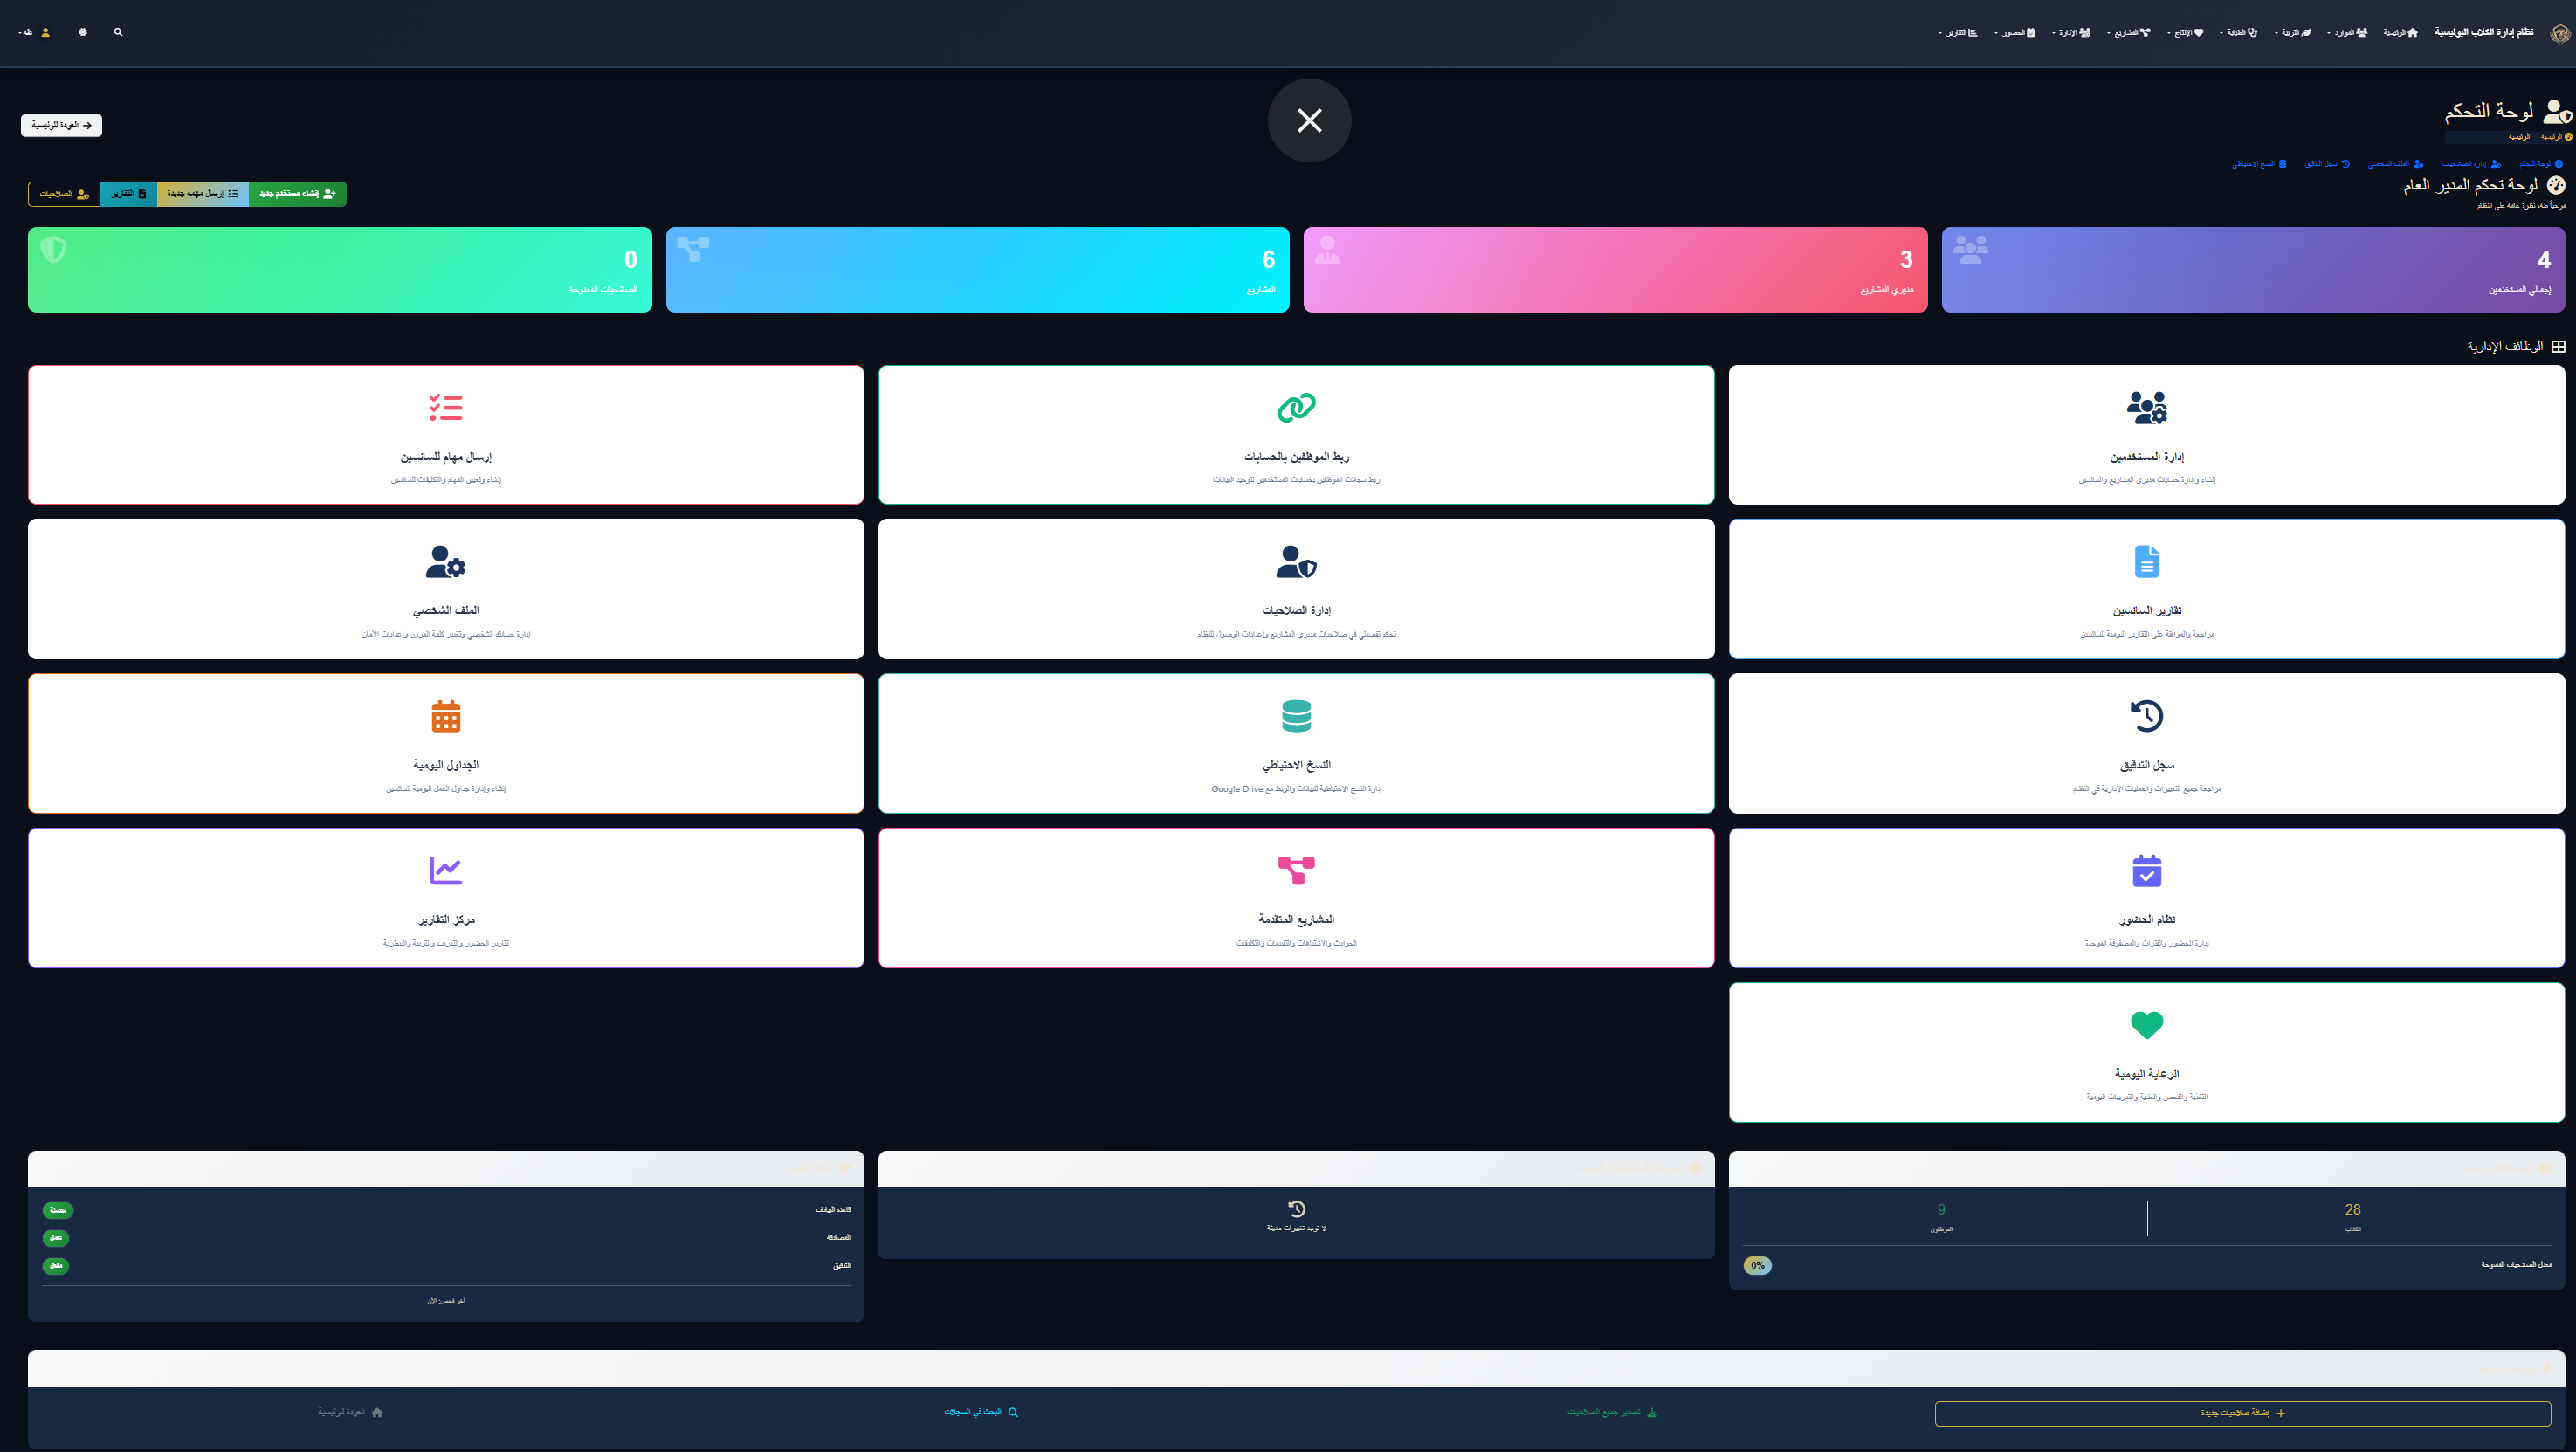 نظام إدارة الكلاب البوليسية
الرئيسية
الموارد
التربية
الطبابة
الإنتاج
المشاريع
الإدارة
الحضور
التقارير
طه
لوحة التحكم
الرئيسية الرئيسية
العودة للرئيسية
لوحة التحكم
إدارة الصلاحيات
الملف الشخصي
سجل التدقيق
النسخ الاحتياطي
لوحة تحكم المدير العام
مرحباً طه، نظرة عامة على النظام
إنشاء مستخدم جديد
إرسال مهمة جديدة
التقارير
الصلاحيات
4
إجمالي المستخدمين
3
مديري المشاريع
6
المشاريع
0
الصلاحيات الممنوحة
الوظائف الإدارية
إدارة المستخدمين
إنشاء وإدارة حسابات مديري المشاريع والسائسين
ربط الموظفين بالحسابات
ربط سجلات الموظفين بحسابات المستخدمين لتوحيد البيانات
إرسال مهام للسائسين
إنشاء وتعيين المهام والتكليفات للسائسين
تقارير السائسين
مراجعة والموافقة على التقارير اليومية للسائسين
إدارة الصلاحيات
تحكم تفصيلي في صلاحيات مديري المشاريع وإعدادات الوصول للنظام
الملف الشخصي
إدارة حسابك الشخصي وتغيير كلمة المرور وإعدادات الأمان
سجل التدقيق
مراجعة جميع التغييرات والعمليات الإدارية في النظام
النسخ الاحتياطي
إدارة النسخ الاحتياطية للبيانات والربط مع Google Drive
الجداول اليومية
إنشاء وإدارة جداول العمل اليومية للسائسين
نظام الحضور
إدارة الحضور والفترات والمصفوفة الموحدة
المشاريع المتقدمة
الحوادث والاشتباهات والتقييمات والتكليفات
مركز التقارير
تقارير الحضور والتدريب والتربية والبيطرية
الرعاية اليومية
التغذية والفحص والعناية والتدريبات اليومية
28
الكلاب
9
الموظفون
معدل الصلاحيات الممنوحة
0%
لا توجد تغييرات حديثة
قاعدة البيانات
متصلة
المصادقة
تعمل
التدقيق
مفعل
آخر فحص: الآن
إضافة صلاحيات جديدة
تصدير جميع الصلاحيات
البحث في السجلات
العودة للرئيسية